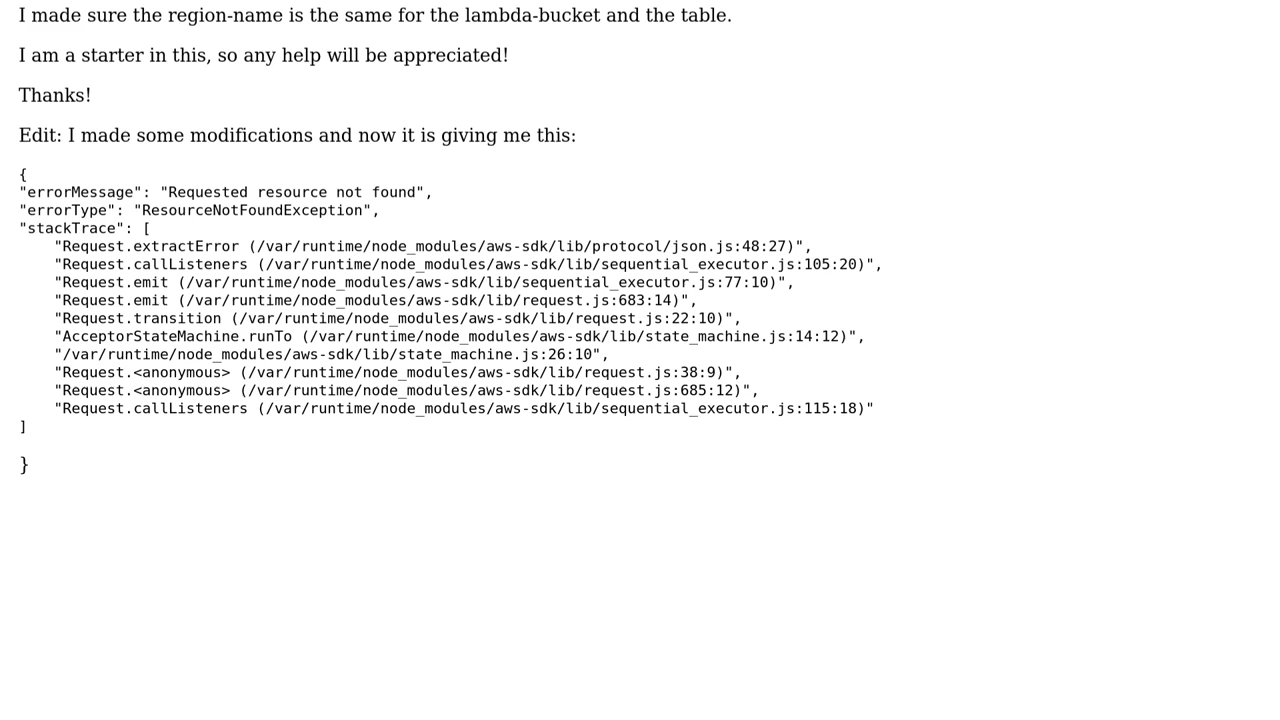 I made sure the region-name is the same for the lambda-bucket and the table.
I am a starter in this, so any help will be appreciated!
Thanks!
Edit: I made some modifications and now it is giving me this:
{
"errorMessage": "Requested resource not found",
"errorType": "ResourceNotFoundException",
"stackTrace": [
    "Request.extractError (/var/runtime/node_modules/aws-sdk/lib/protocol/json.js:48:27)",
    "Request.callListeners (/var/runtime/node_modules/aws-sdk/lib/sequential_executor.js:105:20)",
    "Request.emit (/var/runtime/node_modules/aws-sdk/lib/sequential_executor.js:77:10)",
    "Request.emit (/var/runtime/node_modules/aws-sdk/lib/request.js:683:14)",
    "Request.transition (/var/runtime/node_modules/aws-sdk/lib/request.js:22:10)",
    "AcceptorStateMachine.runTo (/var/runtime/node_modules/aws-sdk/lib/state_machine.js:14:12)",
    "/var/runtime/node_modules/aws-sdk/lib/state_machine.js:26:10",
    "Request.<anonymous> (/var/runtime/node_modules/aws-sdk/lib/request.js:38:9)",
    "Request.<anonymous> (/var/runtime/node_modules/aws-sdk/lib/request.js:685:12)",
    "Request.callListeners (/var/runtime/node_modules/aws-sdk/lib/sequential_executor.js:115:18)"
]
}